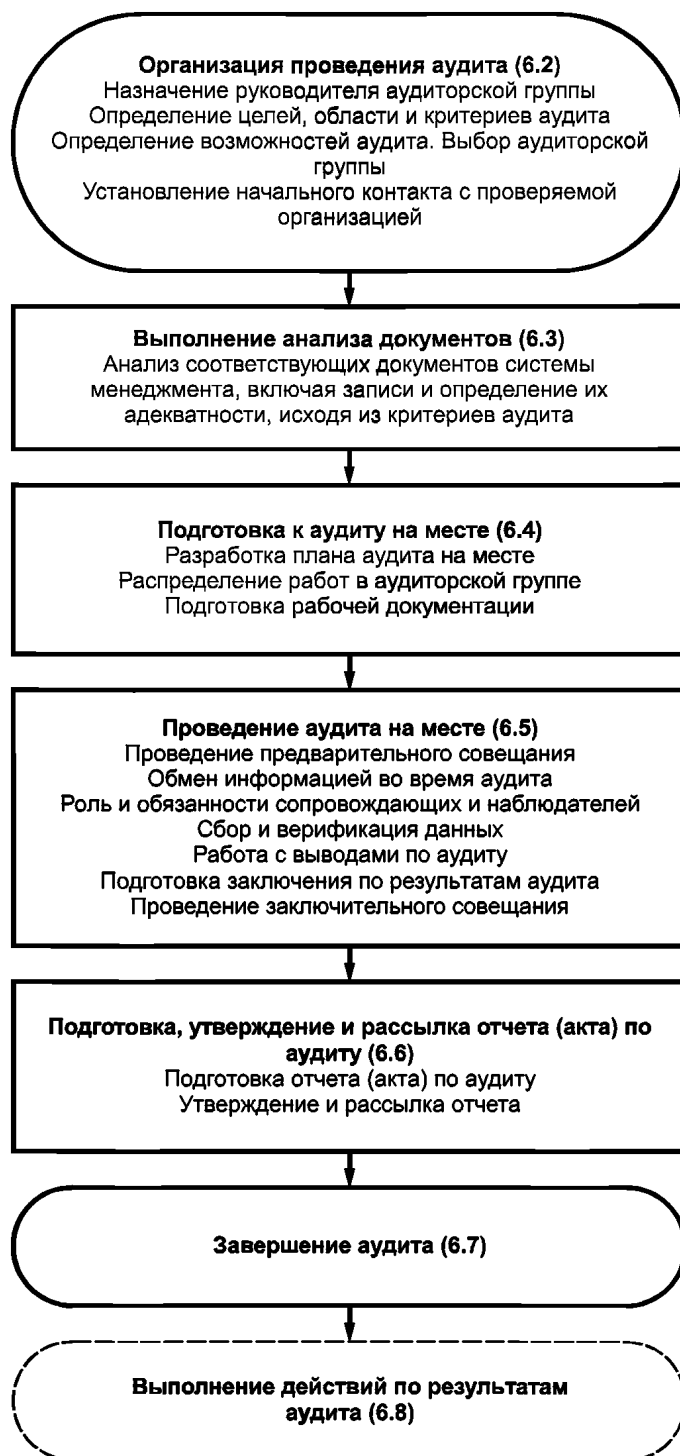 Организация проведения аудита (6.2)
Назначение руководителя аудиторской группы
Определение целей, области и критериев аудита
Определение возможностей аудита. Выбор аудиторской
группы
Установление начального контакта с проверяемой
организацией
Выполнение анализа документов (6.3)
Анализ соответствующих документов системы
менеджмента, включая записи и определение их
адекватности, исходя из критериев аудита
Подготовка к аудиту на месте (6.4)
Разработка плана аудита на месте
Распределение работ в аудиторской группе
Подготовка рабочей документации
Проведение аудита на месте (6.5)
Проведение предварительного совещания
Обмен информацией во время аудита
Роль и обязанности сопровождающих и наблюдателей
Сбор и верификация данных
Работа с выводами по аудиту
Подготовка заключения по результатам аудита
Проведение заключительного совещания
Подготовка, утверждение и рассылка отчета (акта) по
аудиту (6.6)
Подготовка отчета (акта) по аудиту
Утверждение и рассылка отчета
Завершение аудита (6.7)
Выполнение действий по результатам
аудита (6.8)